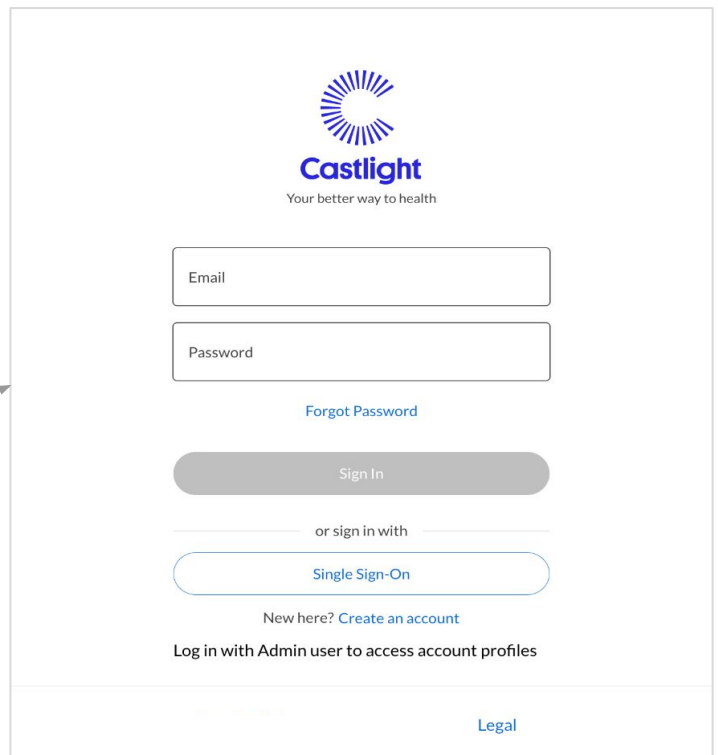 Castlight
Your better way to health
Email
Password
Forgot Password
Sign In
or sign in with
Single Sign-On
New here? Create an account
Log in with Admin user to access account profiles
Legal